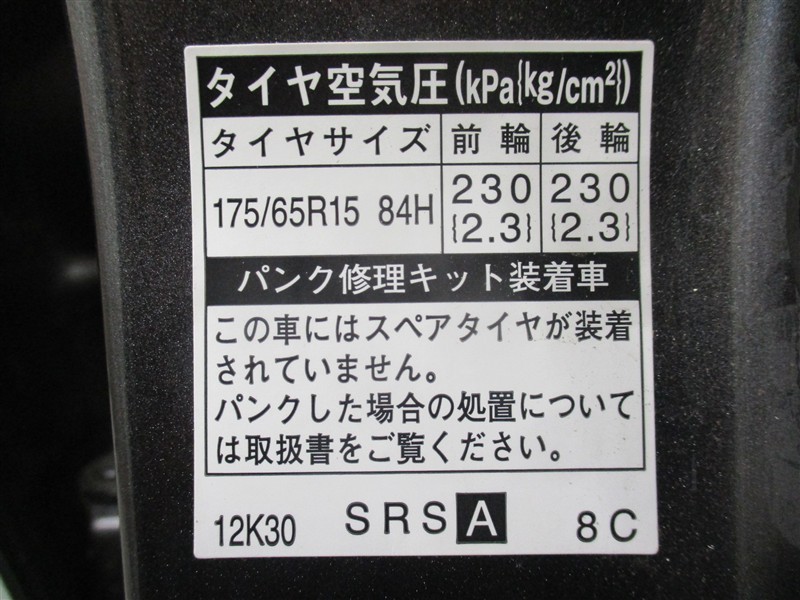 タイヤ空気圧(kPa{kg/cm²})
タイヤサイズ 前輪 後輪
175/65R15 84H 230 230
{2.3} {2.3}
パンク修理キット装着車
この車にはスペアタイヤが装着
されていません。
パンクした場合の処置について
は取扱書をご覧ください。
12K30 SRS A 8C